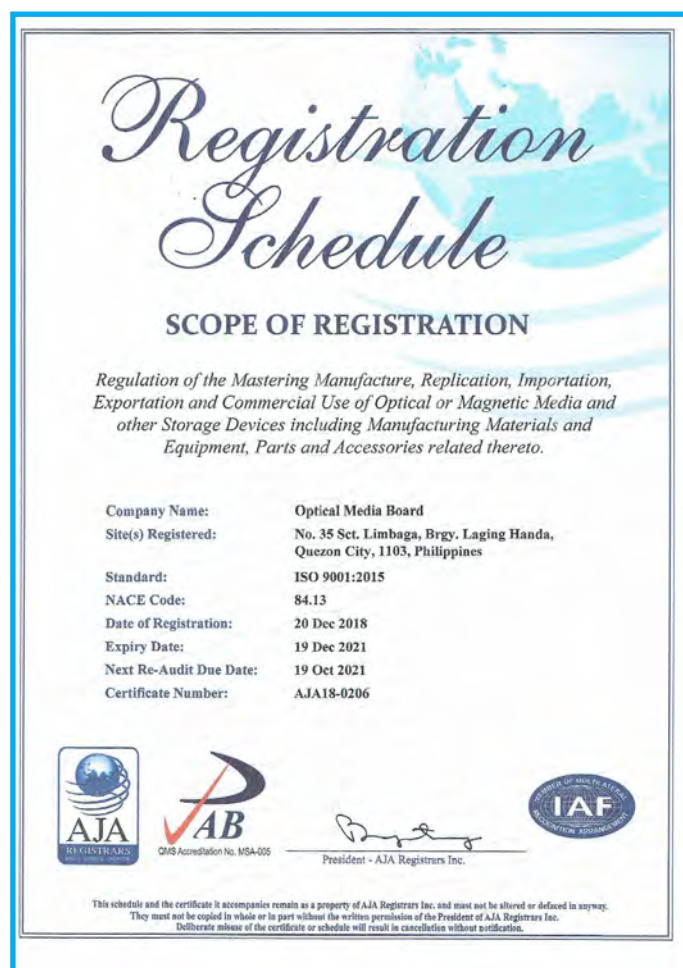 Registration
Schedule
SCOPE OF REGISTRATION
Regulation of the Mastering Manufacture, Replication, Importation,
Exportation and Commercial Use of Optical or Magnetic Media and
other Storage Devices including Manufacturing Materials and
Equipment, Parts and Accessories related thereto.
Company Name: Optical Media Board
Site(s) Registered: No. 35 Sct. Limbaga, Brgy. Laging Handa,
Quezon City, 1103, Philippines
Standard: ISO 9001:2015
NACE Code: 84.13
Date of Registration: 20 Dec 2018
Expiry Date: 19 Dec 2021
Next Re-Audit Due Date: 19 Oct 2021
Certificate Number: AJA18-0206
AJA
REGISTRARS
PAB
QMS Accreditation No. MSA-005
President - AJA Registrars Inc.
MEMBER OF MULTILATERAL
IAF
RECOGNITION ARRANGEMENT
This schedule and the certificate it accompanies remain as a property of AJA Registrars Inc. and must not be altered or defaced in anyway.
They must not be copied in whole or in part without the written permission of the President of AJA Registrars Inc.
Deliberate misuse of the certificate or schedule will result in cancellation without notification.